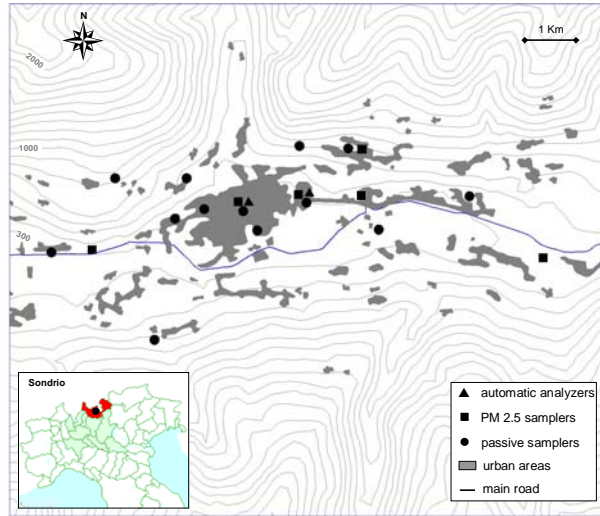 N
1 Km
2000
1000
300
Sondrio
automatic analyzers
PM 2.5 samplers
passive samplers
urban areas
main road